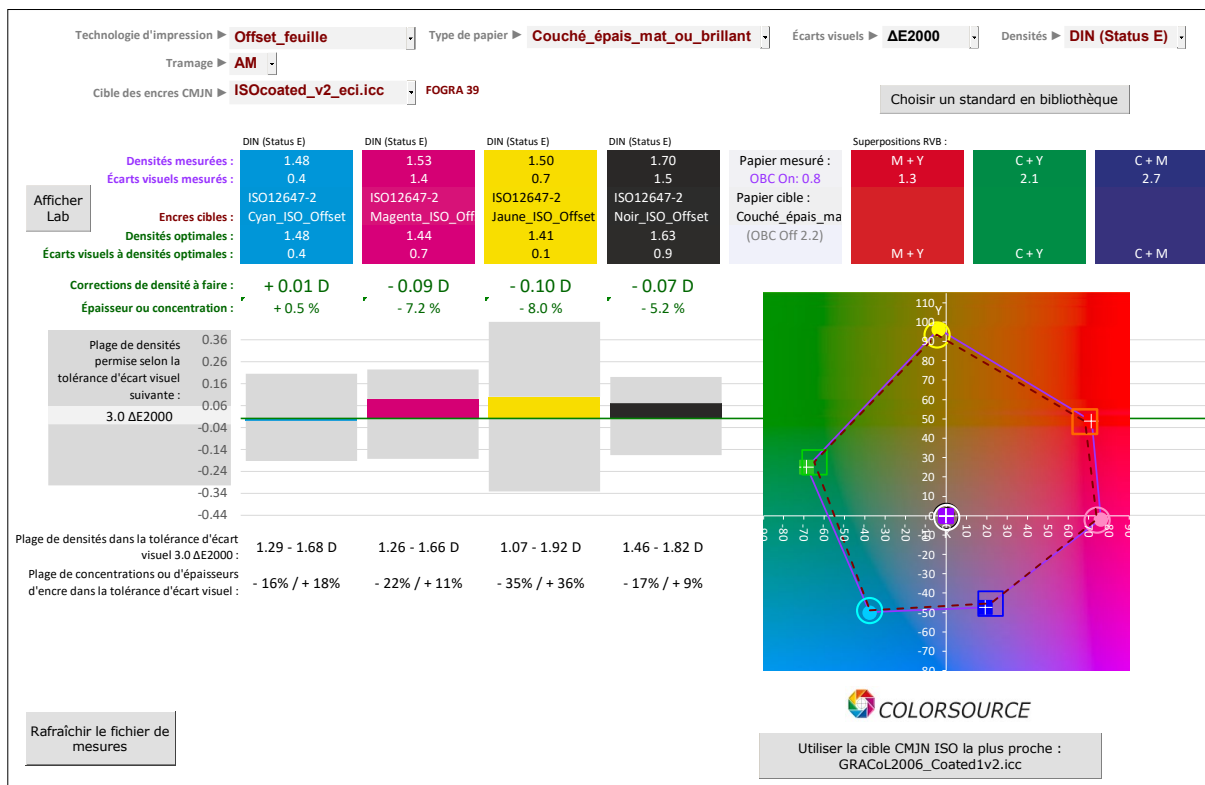 Technologie d'impression ▶ Offset_feuille Type de papier ▶ Couché_épais_mat_ou_brillant Écarts visuels ▶ ΔE2000 Densités ▶ DIN (Status E)
Tramage ▶ AM
Cible des encres CMJN ▶ ISOcoated_v2_eci.icc FOGRA 39
Choisir un standard en bibliothèque
DIN (Status E) DIN (Status E) DIN (Status E) DIN (Status E) Superpositions RVB :
Densités mesurées : 1.48 1.53 1.50 1.70 Papier mesuré : M + Y C + Y C + M
Écarts visuels mesurés : 0.4 1.4 0.7 1.5 OBC On: 0.8 1.3 2.1 2.7
Afficher
Lab
ISO12647-2 ISO12647-2 ISO12647-2 ISO12647-2 Papier cible :
Encres cibles : Cyan_ISO_Offset Magenta_ISO_Off Jaune_ISO_Offset Noir_ISO_Offset Couché_épais_ma
Densités optimales : 1.48 1.44 1.41 1.63 (OBC Off 2.2)
Écarts visuels à densités optimales : 0.4 0.7 0.1 0.9 M + Y C + Y C + M
Corrections de densité à faire : + 0.01 D - 0.09 D - 0.10 D - 0.07 D
Épaisseur ou concentration : + 0.5 % - 7.2 % - 8.0 % - 5.2 %
Plage de densités
permise selon la
tolérance d'écart visuel
suivante :
3.0 ΔE2000
0.36
0.26
0.16
0.06
-0.04
-0.14
-0.24
-0.34
-0.44
Y
110
100
90
80
70
60
50
40
30
20
10
0
-10
-20
-30
-40
-50
-60
-70
-80
-90 -80 -70 -60 -50 -40 -30 -20 -10 0 10 20 30 40 50 60 70 80 90
Plage de densités dans la tolérance d'écart
visuel 3.0 ΔE2000 : 1.29 - 1.68 D 1.26 - 1.66 D 1.07 - 1.92 D 1.46 - 1.82 D
Plage de concentrations ou d'épaisseurs
d'encre dans la tolérance d'écart visuel : - 16% / + 18% - 22% / + 11% - 35% / + 36% - 17% / + 9%
COLORSOURCE
Rafraîchir le fichier de
mesures
Utiliser la cible CMJN ISO la plus proche :
GRACoL2006_Coated1v2.icc